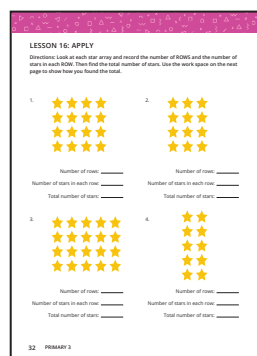 LESSON 16: APPLY
Directions: Look at each star array and record the number of ROWS and the number of
stars in each ROW. Then find the total number of stars. Use the work space on the next
page to show how you found the total.
1.
2.
Number of rows:
Number of stars in each row:
Total number of stars:
Number of rows:
Number of stars in each row:
Total number of stars:
3.
4.
Number of rows:
Number of stars in each row:
Total number of stars:
Number of rows:
Number of stars in each row:
Total number of stars:
32 PRIMARY 3